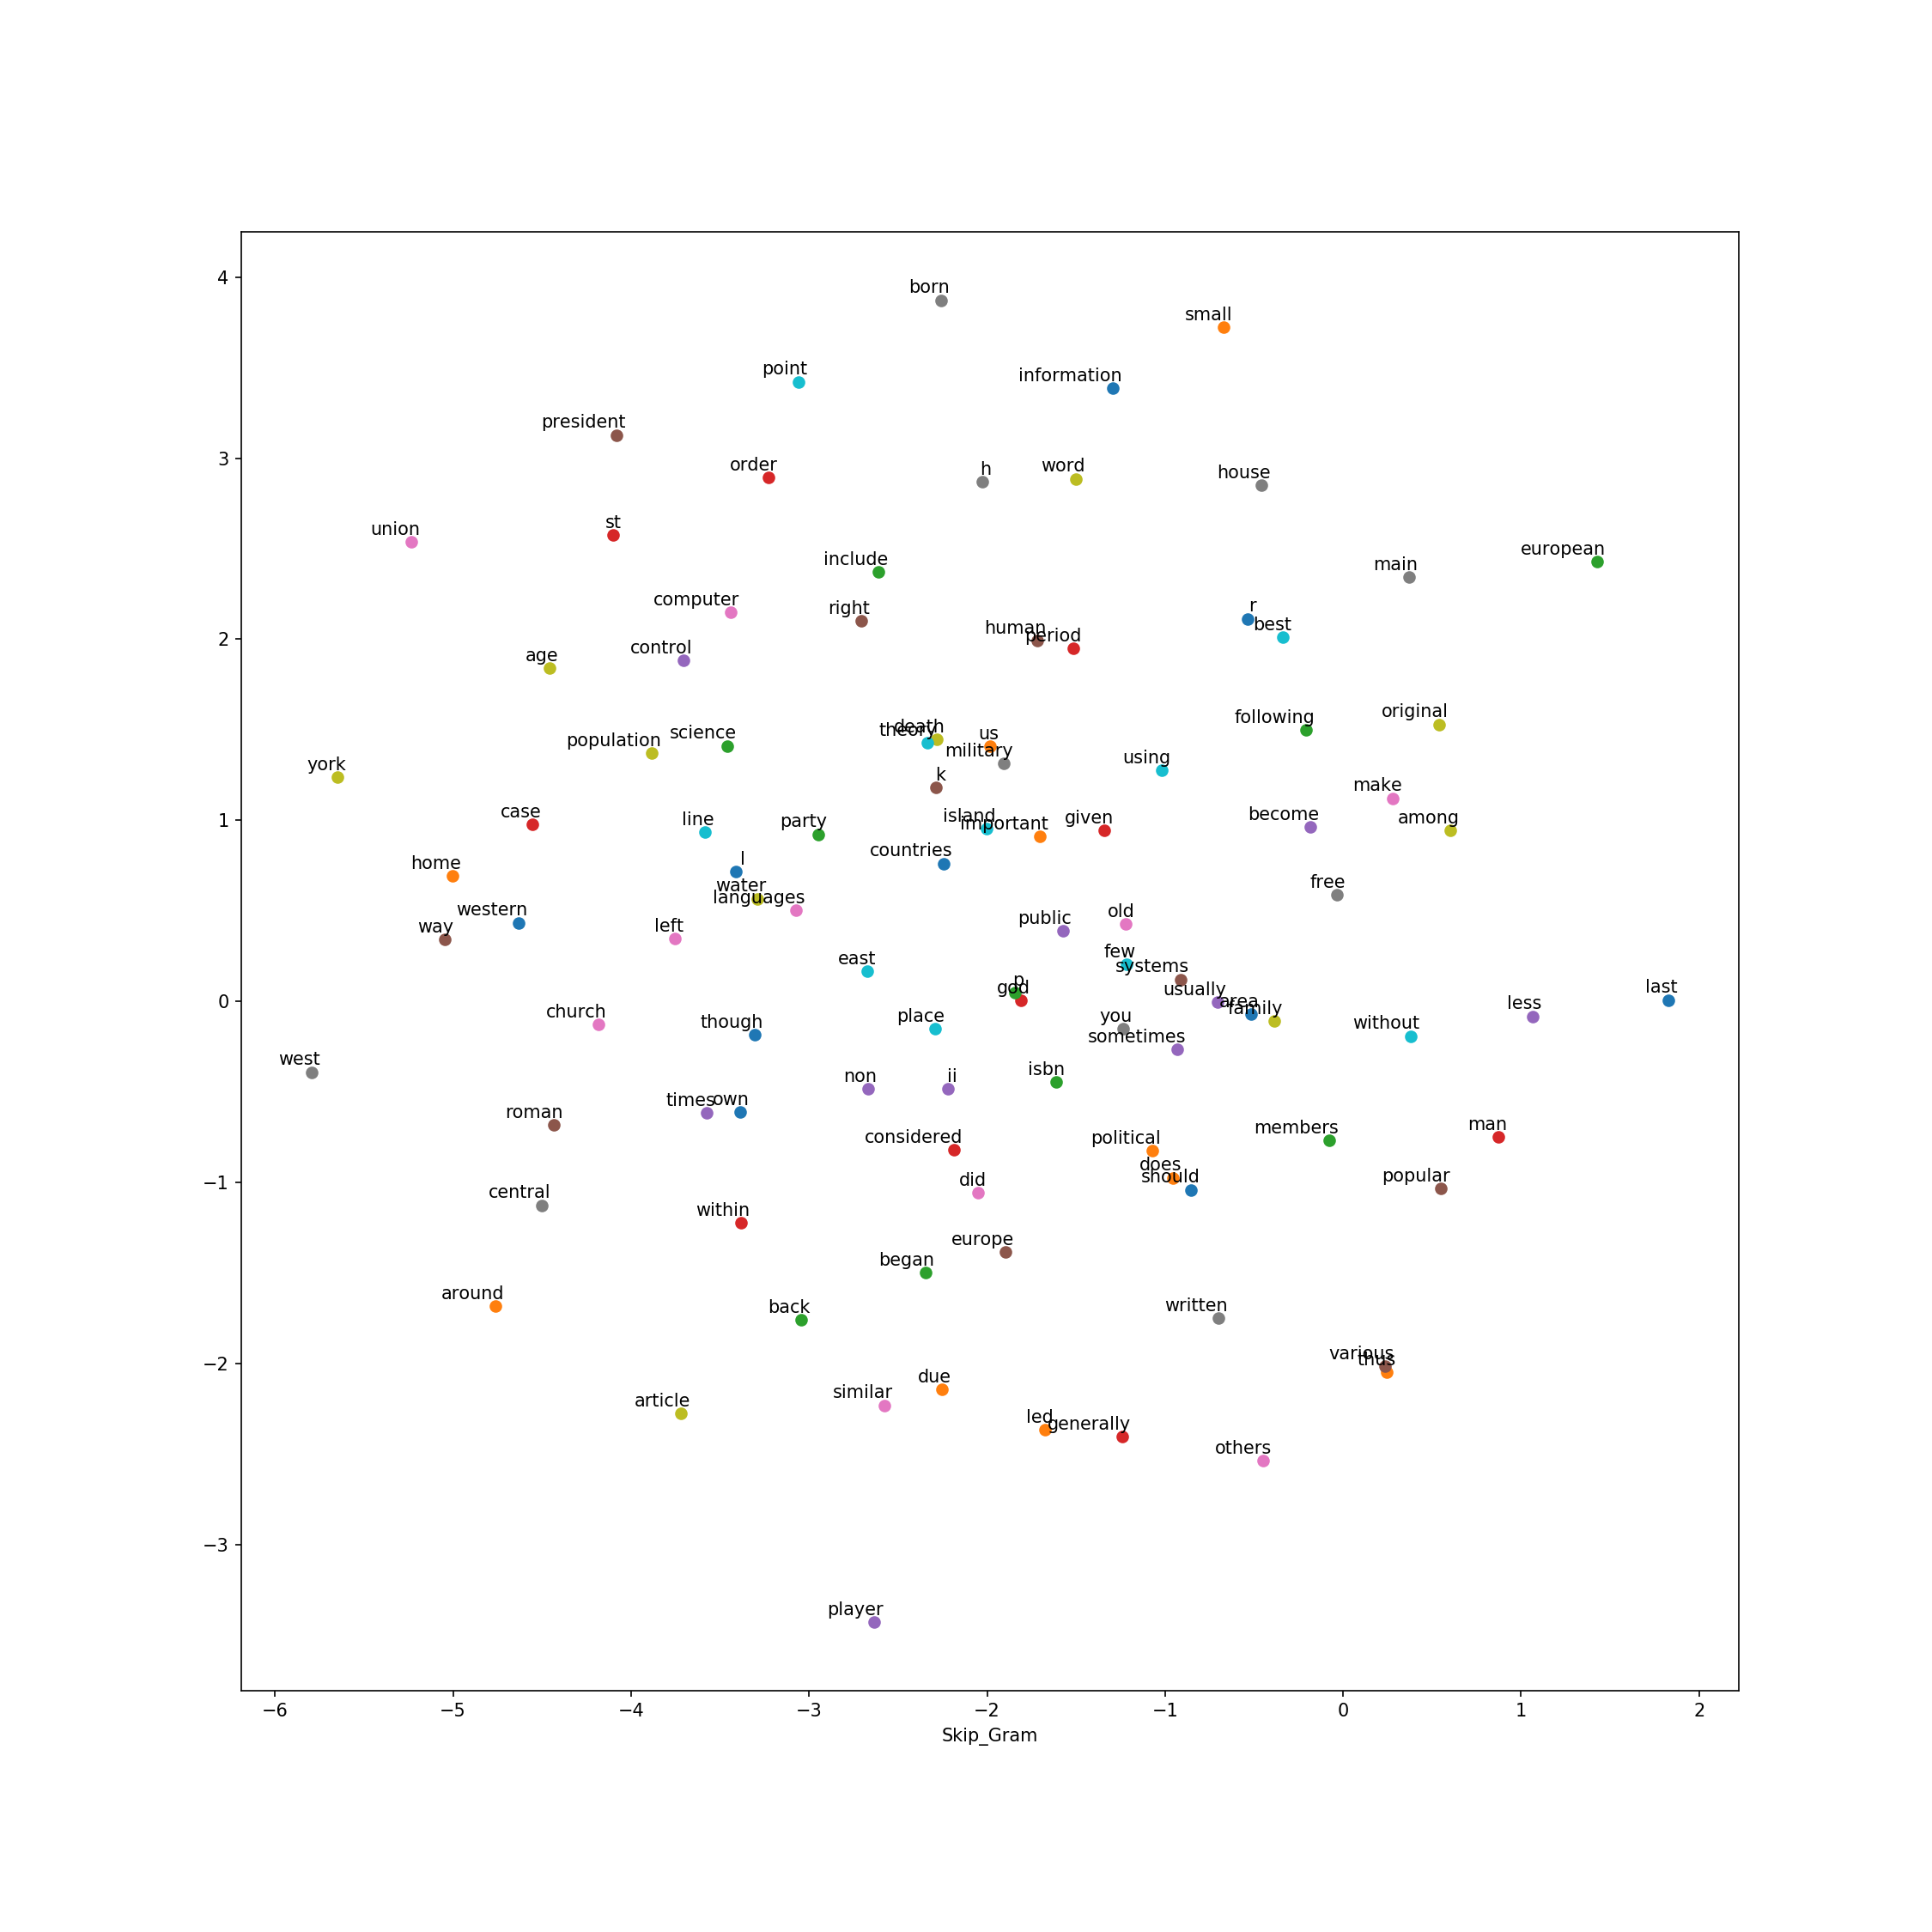 born
small
4
point
information
president
order
h
word
house
3
st
union
include
european
main
computer
right
r
best
human
period
2
control
age
following
original
death
theory
us
science
population
military
using
york
k
make
case
line
party
island
important
given
become
among
1
l
countries
home
water
languages
free
western
way
left
public
old
east
few
systems
p
god
usually
area
family
last
less
0
church
though
place
you
without
sometimes
west
non
ii
isbn
times
own
roman
considered
political
members
man
does
should
did
popular
−1
central
within
europe
began
around
back
written
various
thus
−2
due
similar
article
led
generally
others
−3
player
−6 −5 −4 −3 −2 −1 0 1 2
Skip_Gram